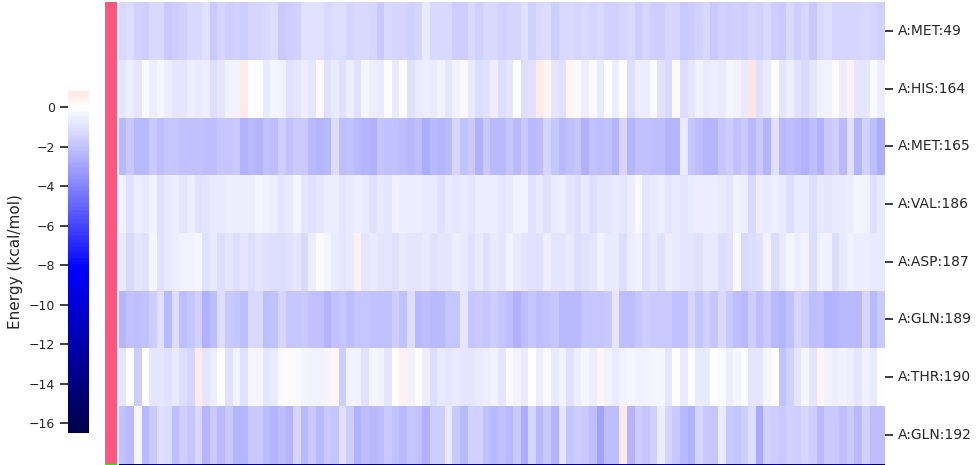 A:MET:49
A:HIS:164
A:MET:165
A:VAL:186
A:ASP:187
A:GLN:189
A:THR:190
A:GLN:192
0
−2
−4
−6
−8
−10
−12
−14
−16
Energy (kcal/mol)